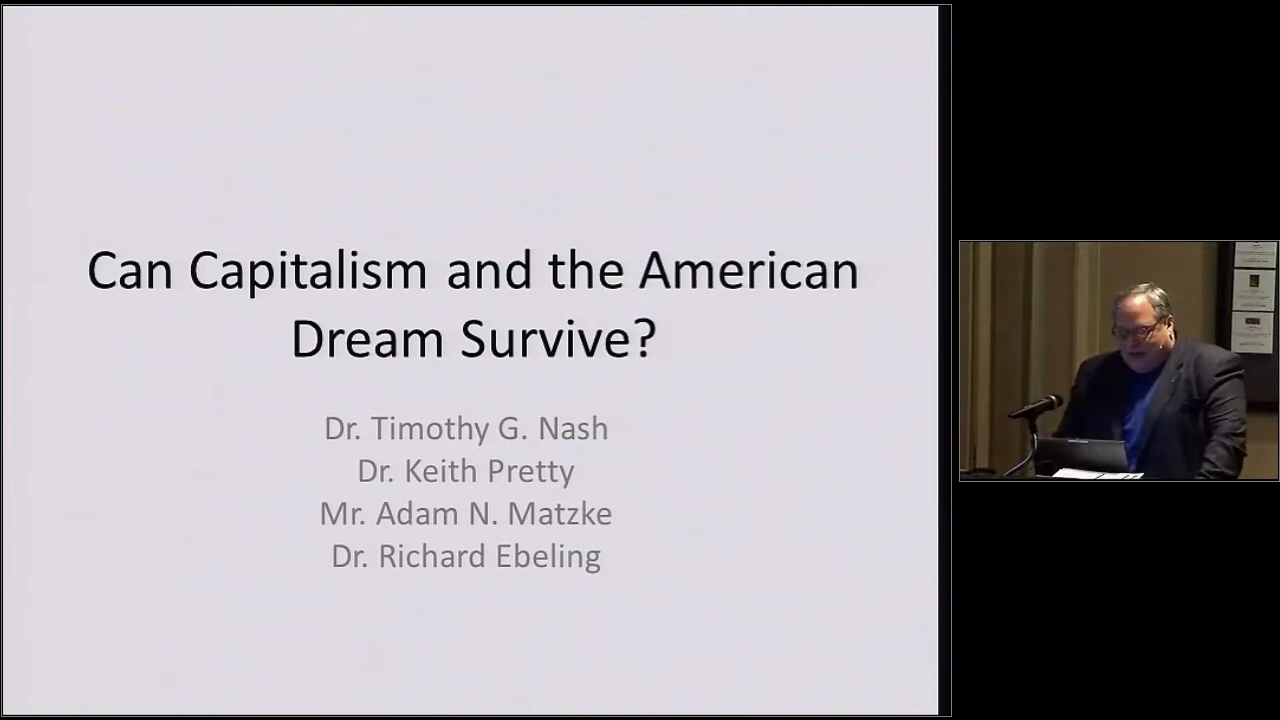 Can Capitalism and the American
Dream Survive?
Dr. Timothy G. Nash
Dr. Keith Pretty
Mr. Adam N. Matzke
Dr. Richard Ebeling